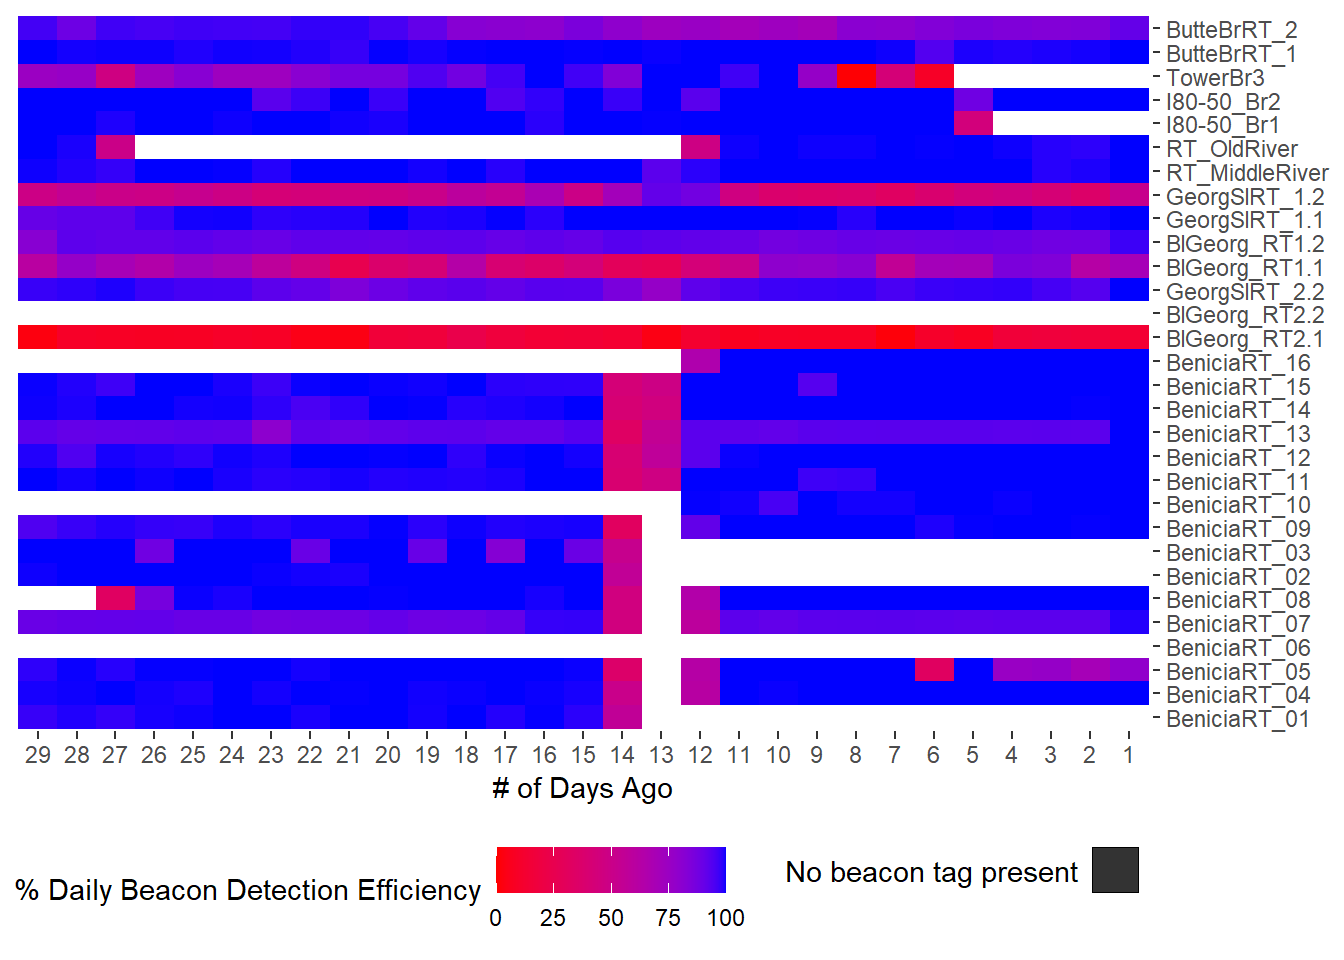 ButteBrRT_2
ButteBrRT_1
TowerBr3
I80-50_Br2
I80-50_Br1
RT_OldRiver
RT_MiddleRiver
GeorgSlRT_1.2
GeorgSlRT_1.1
BlGeorg_RT1.2
BlGeorg_RT1.1
GeorgSlRT_2.2
BlGeorg_RT2.2
BlGeorg_RT2.1
BeniciaRT_16
BeniciaRT_15
BeniciaRT_14
BeniciaRT_13
BeniciaRT_12
BeniciaRT_11
BeniciaRT_10
BeniciaRT_09
BeniciaRT_03
BeniciaRT_02
BeniciaRT_08
BeniciaRT_07
BeniciaRT_06
BeniciaRT_05
BeniciaRT_04
BeniciaRT_01
29 28 27 26 25 24 23 22 21 20 19 18 17 16 15 14 13 12 11 10 9 8 7 6 5 4 3 2 1
# of Days Ago
% Daily Beacon Detection Efficiency
0 25 50 75 100
No beacon tag present